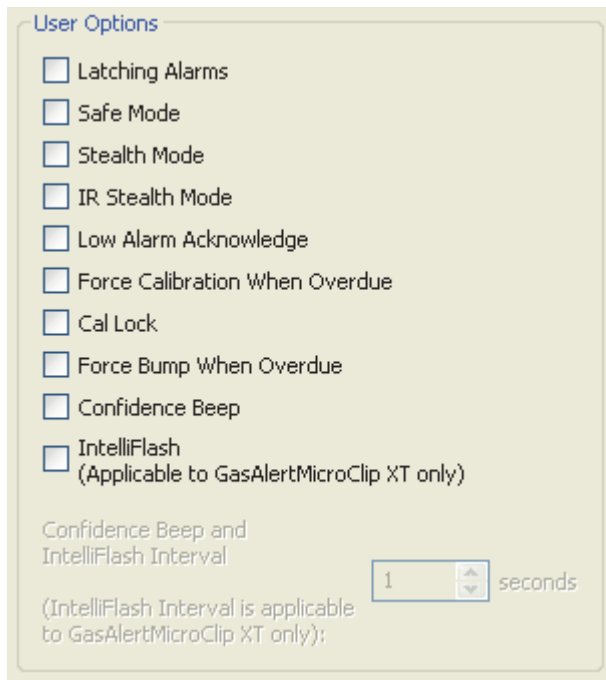 User Options
Latching Alarms
Safe Mode
Stealth Mode
IR Stealth Mode
Low Alarm Acknowledge
Force Calibration When Overdue
Cal Lock
Force Bump When Overdue
Confidence Beep
IntelliFlash
(Applicable to GasAlertMicroClip XT only)
Confidence Beep and
IntelliFlash Interval
1 seconds
(IntelliFlash Interval is applicable
to GasAlertMicroClip XT only):